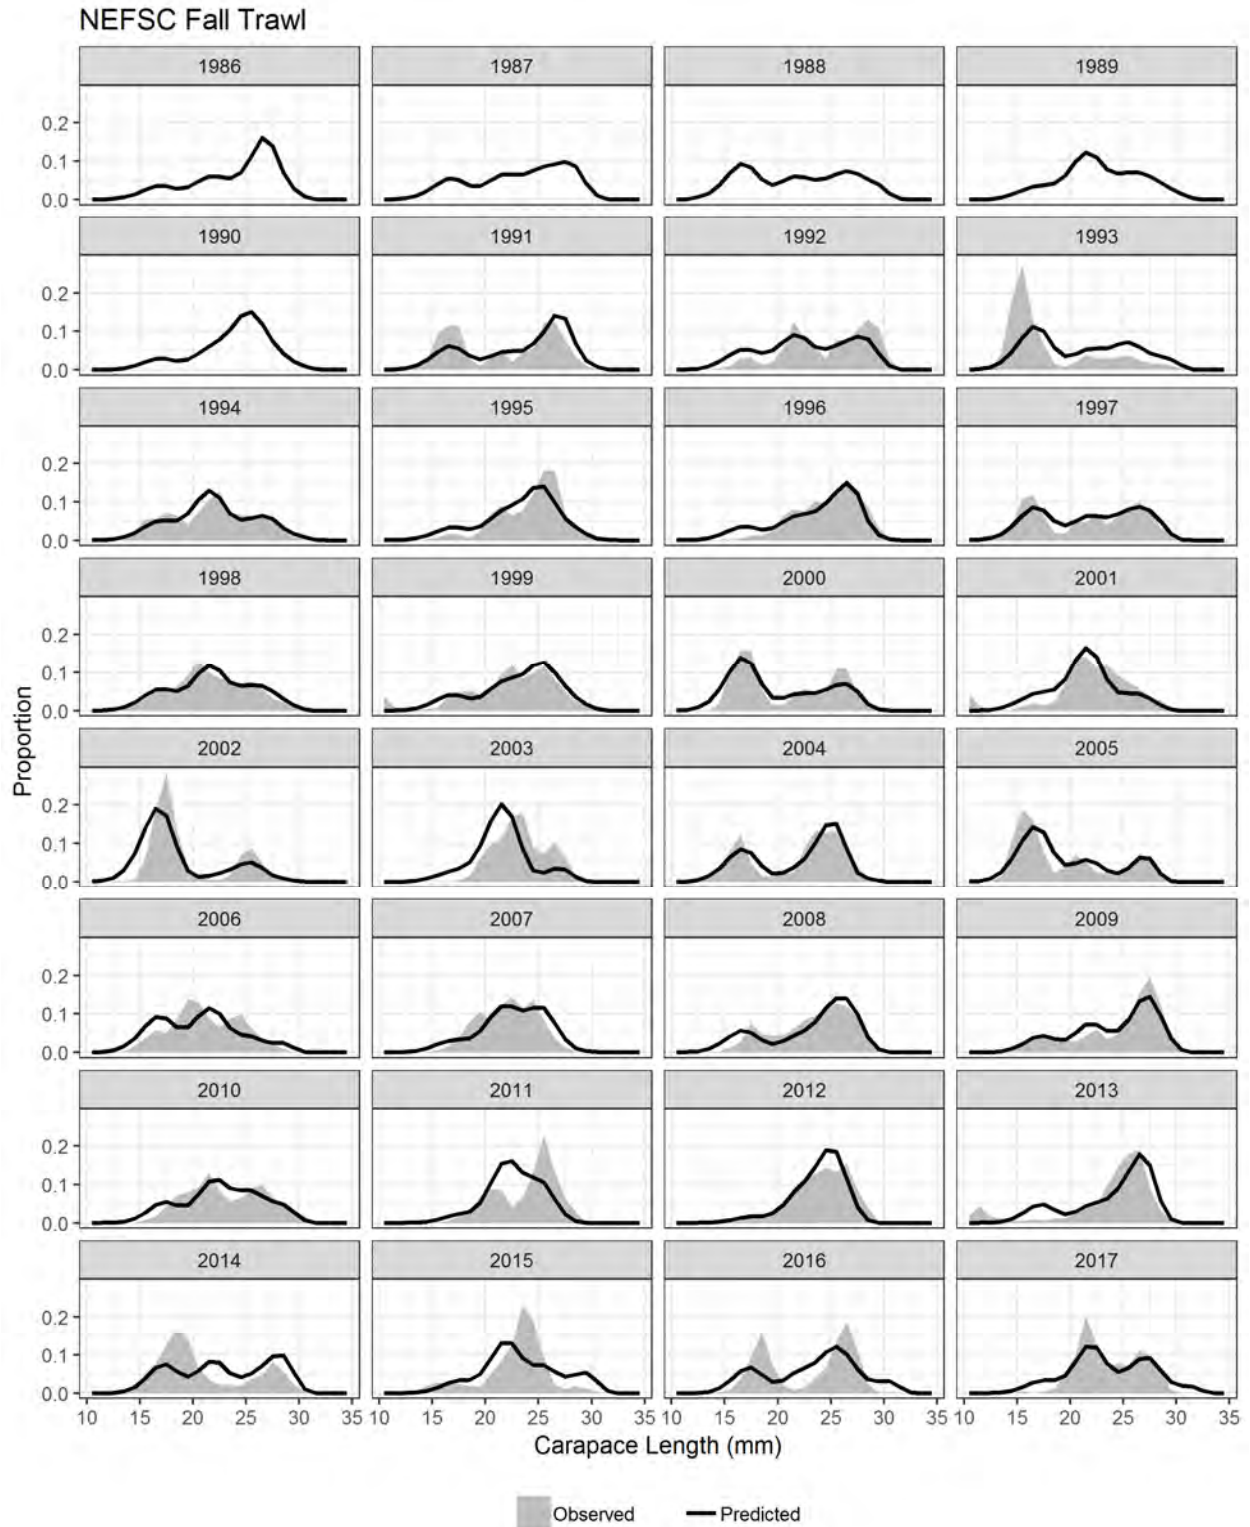 NEFSC Fall Trawl
1986 1987 1988 1989
0.2
0.1
0.0
1990 1991 1992 1993
0.2
0.1
0.0
1994 1995 1996 1997
0.2
0.1
0.0
1998 1999 2000 2001
0.2
0.1
0.0
Proportion
2002 2003 2004 2005
0.2
0.1
0.0
2006 2007 2008 2009
0.2
0.1
0.0
2010 2011 2012 2013
0.2
0.1
0.0
2014 2015 2016 2017
0.2
0.1
0.0
10 15 20 25 30 35 10 15 20 25 30 35 10 15 20 25 30 35 10 15 20 25 30 35
Carapace Length (mm)
Observed Predicted